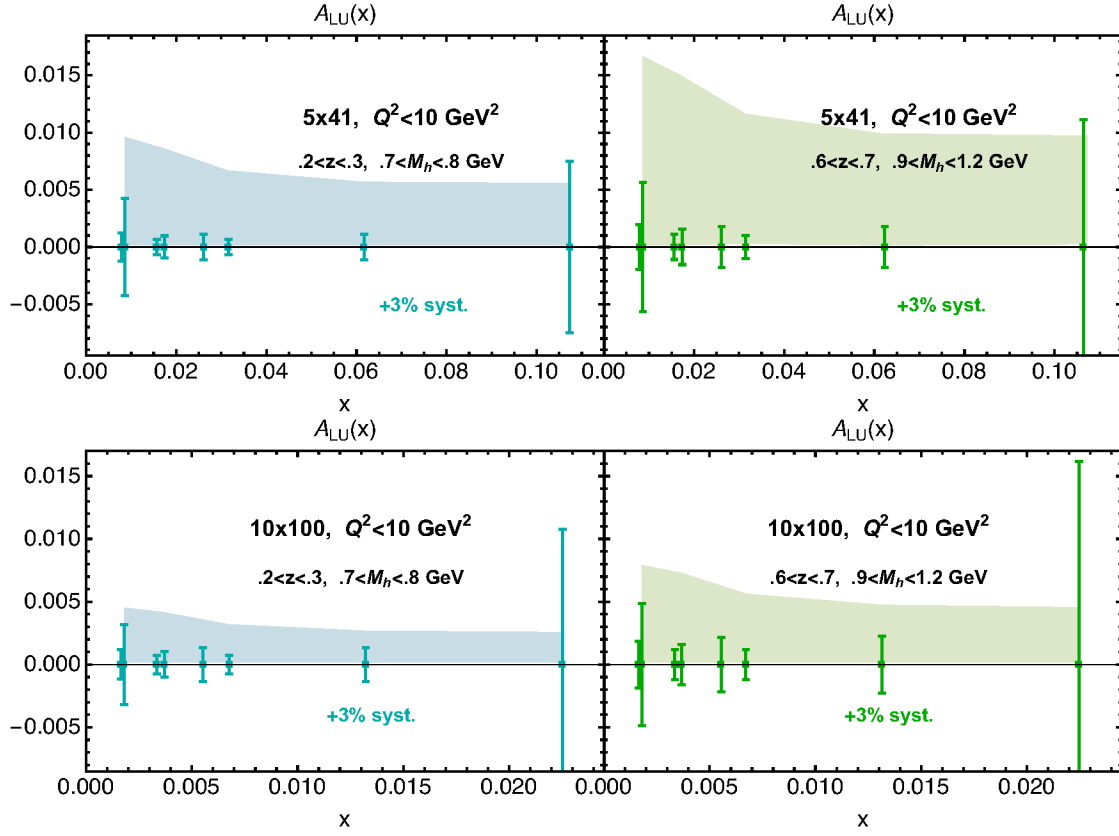 A_LU(x) A_LU(x)
0.015
0.010
0.005
0.000
−0.005
5x41, Q²<10 GeV²
.2<z<.3, .7<M_h<.8 GeV
+3% syst.
5x41, Q²<10 GeV²
.6<z<.7, .9<M_h<1.2 GeV
+3% syst.
0.00 0.02 0.04 0.06 0.08 0.10 0.00 0.02 0.04 0.06 0.08 0.10
x x
A_LU(x) A_LU(x)
0.015
0.010
0.005
0.000
−0.005
10x100, Q²<10 GeV²
.2<z<.3, .7<M_h<.8 GeV
+3% syst.
10x100, Q²<10 GeV²
.6<z<.7, .9<M_h<1.2 GeV
+3% syst.
0.000 0.005 0.010 0.015 0.020 0.000 0.005 0.010 0.015 0.020
x x